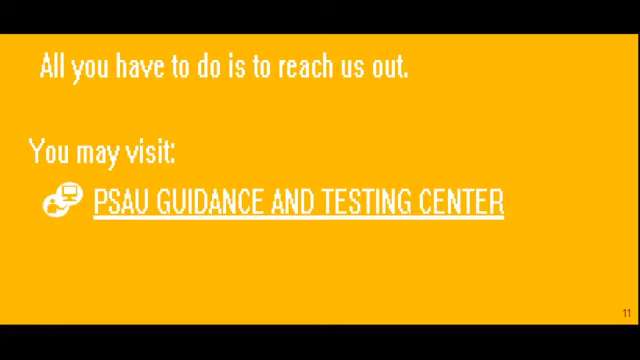 All you have to do is to reach us out.
You may visit:
PSAU GUIDANCE AND TESTING CENTER
11